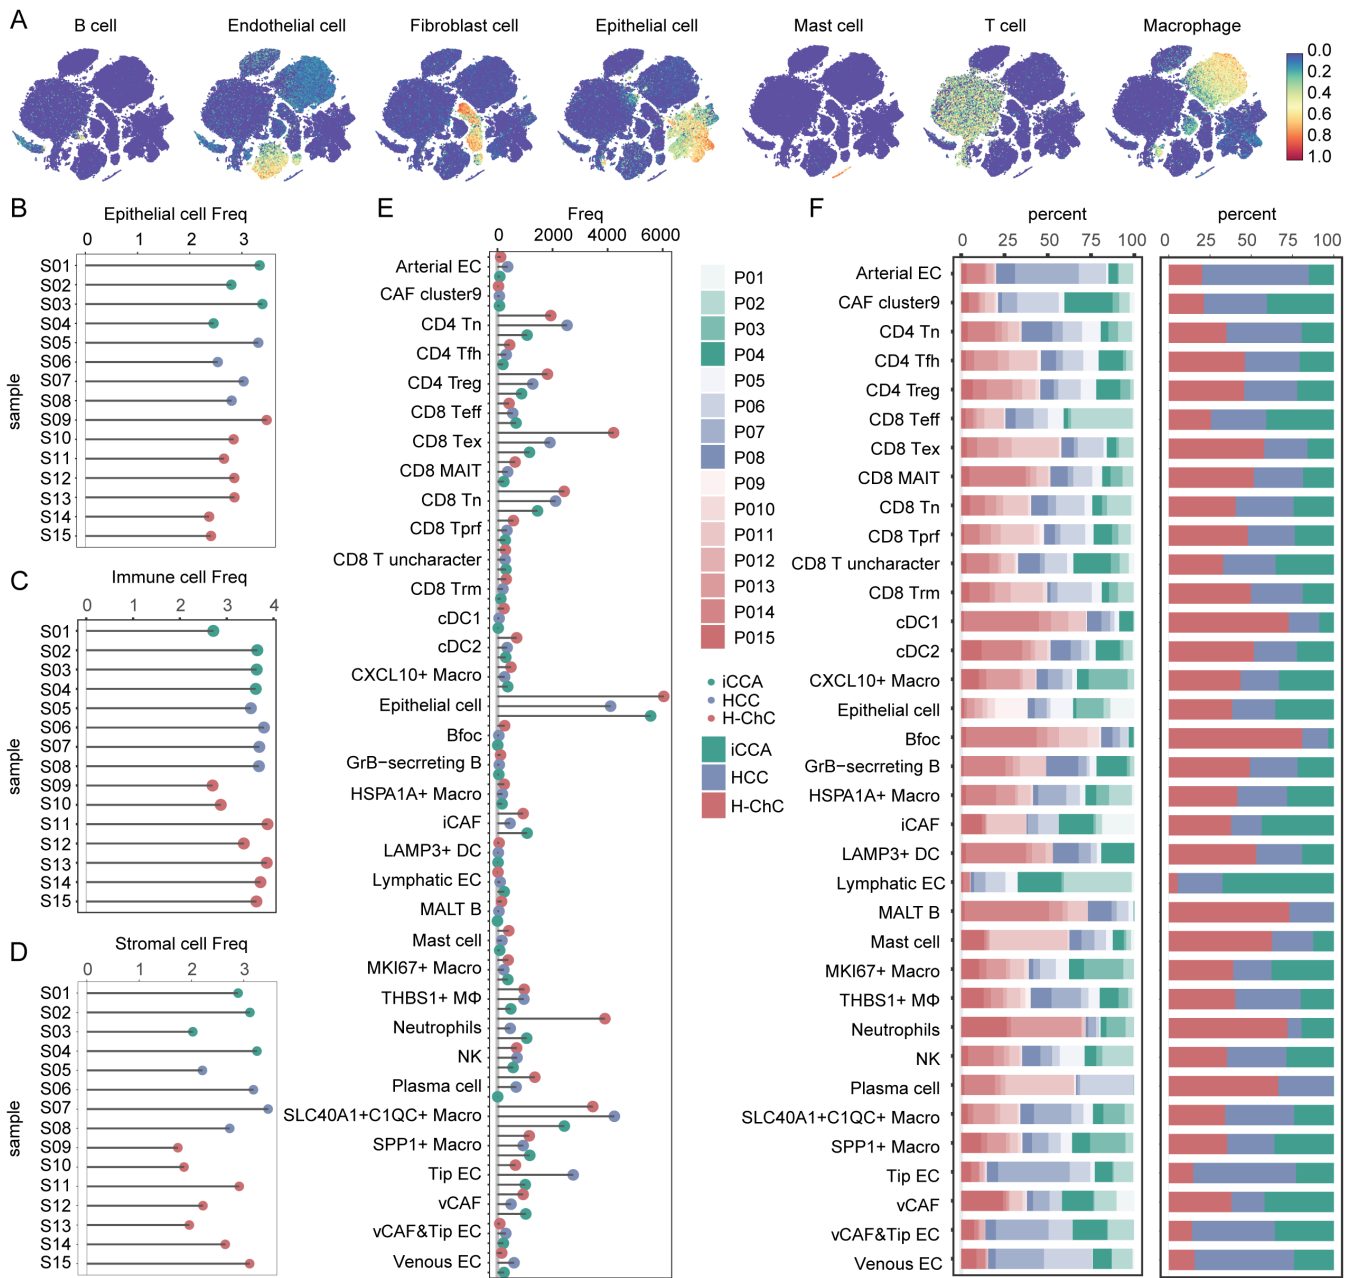 A
B cell
Endothelial cell
Fibroblast cell
Epithelial cell
Mast cell
T cell
Macrophage
0.0
0.2
0.4
0.6
0.8
1.0
B
Epithelial cell Freq
0 1 2 3
sample
S01
S02
S03
S04
S05
S06
S07
S08
S09
S10
S11
S12
S13
S14
S15
C
Immune cell Freq
0 1 2 3 4
S01
S02
S03
S04
S05
S06
S07
S08
S09
S10
S11
S12
S13
S14
S15
D
Stromal cell Freq
0 1 2 3
sample
S01
S02
S03
S04
S05
S06
S07
S08
S09
S10
S11
S12
S13
S14
S15
E
Freq
0 2000 4000 6000
Arterial EC
CAF cluster9
CD4 Tn
CD4 Tfh
CD4 Treg
CD8 Teff
CD8 Tex
CD8 MAIT
CD8 Tn
CD8 Tprf
CD8 T uncharacter
CD8 Trm
cDC1
cDC2
CXCL10+ Macro
Epithelial cell
Bfoc
GrB−secrreting B
HSPA1A+ Macro
iCAF
LAMP3+ DC
Lymphatic EC
MALT B
Mast cell
MKI67+ Macro
THBS1+ MΦ
Neutrophils
NK
Plasma cell
SLC40A1+C1QC+ Macro
SPP1+ Macro
Tip EC
vCAF
vCAF&Tip EC
Venous EC
P01
P02
P03
P04
P05
P06
P07
P08
P09
P010
P011
P012
P013
P014
P015
iCCA
HCC
H-ChC
iCCA
HCC
H-ChC
F
percent
0 25 50 75 100
percent
0 25 50 75 100
Arterial EC
CAF cluster9
CD4 Tn
CD4 Tfh
CD4 Treg
CD8 Teff
CD8 Tex
CD8 MAIT
CD8 Tn
CD8 Tprf
CD8 T uncharacter
CD8 Trm
cDC1
cDC2
CXCL10+ Macro
Epithelial cell
Bfoc
GrB−secrreting B
HSPA1A+ Macro
iCAF
LAMP3+ DC
Lymphatic EC
MALT B
Mast cell
MKI67+ Macro
THBS1+ MΦ
Neutrophils
NK
Plasma cell
SLC40A1+C1QC+ Macro
SPP1+ Macro
Tip EC
vCAF
vCAF&Tip EC
Venous EC